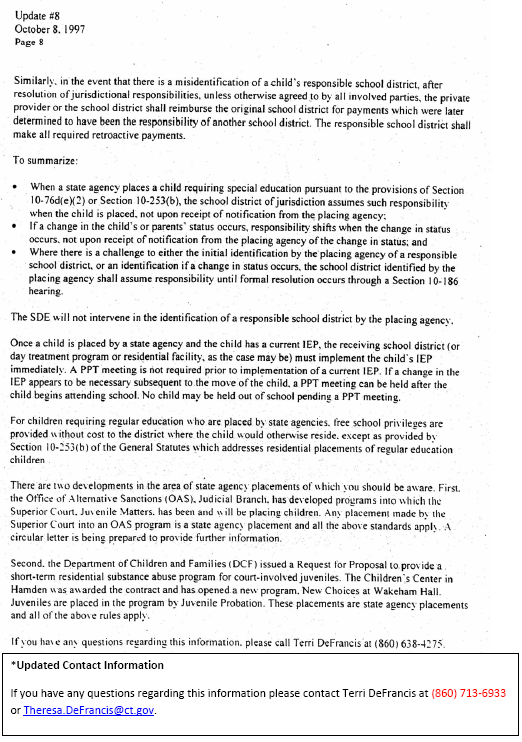 Update #8
October 8, 1997
Page 8
Similarly, in the event that there is a misidentification of a child's responsible school district, after
resolution of jurisdictional responsibilities, unless otherwise agreed to by all involved parties, the private
provider or the school district shall reimburse the original school district for payments which were later
determined to have been the responsibility of another school district. The responsible school district shall
make all required retroactive payments.
To summarize:
• When a state agency places a child requiring special education pursuant to the provisions of Section
10-76d(e)(2) or Section 10-253(b), the school district of jurisdiction assumes such responsibility
when the child is placed, not upon receipt of notification from the placing agency;
• If a change in the child's or parents' status occurs, responsibility shifts when the change in status
occurs, not upon receipt of notification from the placing agency of the change in status; and
• Where there is a challenge to either the initial identification by the placing agency of a responsible
school district, or an identification if a change in status occurs, the school district identified by the
placing agency shall assume responsibility until formal resolution occurs through a Section 10-186
hearing.
The SDE will not intervene in the identification of a responsible school district by the placing agency.
Once a child is placed by a state agency and the child has a current IEP, the receiving school district (or
day treatment program or residential facility, as the case may be) must implement the child's IEP
immediately. A PPT meeting is not required prior to implementation of a current IEP. If a change in the
IEP appears to be necessary subsequent to the move of the child, a PPT meeting can be held after the
child begins attending school. No child may be held out of school pending a PPT meeting.
For children requiring regular education who are placed by state agencies, free school privileges are
provided without cost to the district where the child would otherwise reside, except as provided by
Section 10-253(b) of the General Statutes which addresses residential placements of regular education
children
There are two developments in the area of state agency placements of which you should be aware. First,
the Office of Alternative Sanctions (OAS), Judicial Branch, has developed programs into which the
Superior Court, Juvenile Matters, has been and will be placing children. Any placement made by the
Superior Court into an OAS program is a state agency placement and all the above standards apply. A
circular letter is being prepared to provide further information.
Second, the Department of Children and Families (DCF) issued a Request for Proposal to provide a
short-term residential substance abuse program for court-involved juveniles. The Children's Center in
Hamden was awarded the contract and has opened a new program, New Choices at Wakeham Hall.
Juveniles are placed in the program by Juvenile Probation. These placements are state agency placements
and all of the above rules apply.
If you have any questions regarding this information, please call Terri DeFrancis at (860) 638-4275.
*Updated Contact Information
If you have any questions regarding this information please contact Terri DeFrancis at (860) 713-6933
or Theresa.DeFrancis@ct.gov.